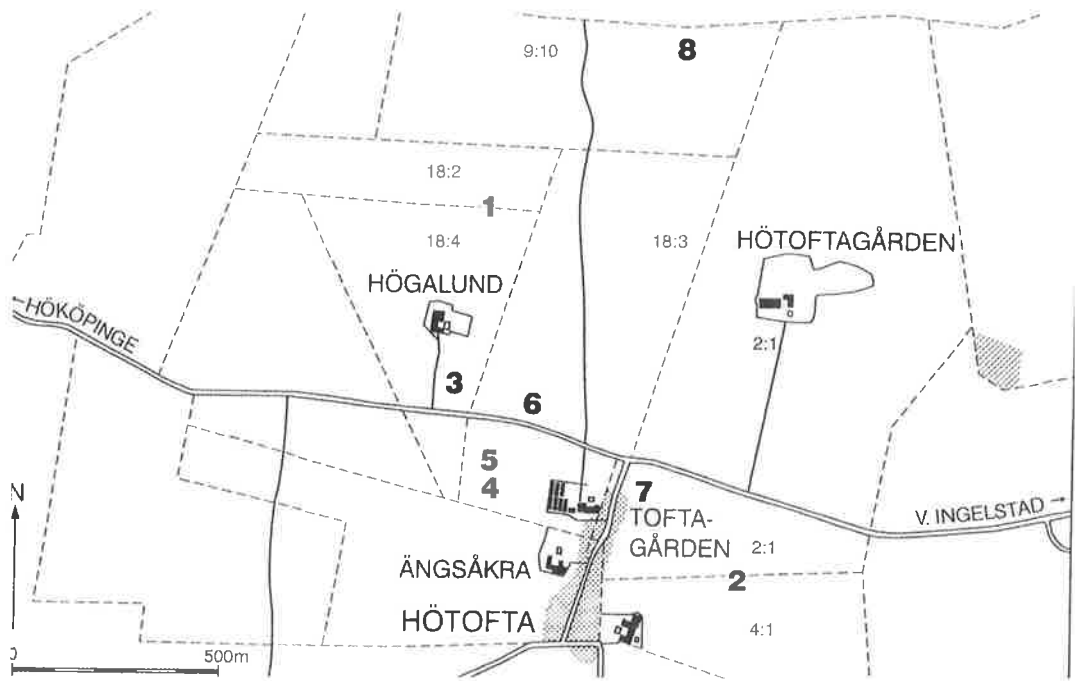 9:10
8
18:2
1
18:4
18:3
HÖTOFTAGÅRDEN
HÖGALUND
←HÖKÖPINGE
2:1
3
6
5
4
7
N
V. INGELSTAD →
TOFTA-
GÅRDEN
2:1
ÄNGSÅKRA
2
HÖTOFTA
4:1
0 500m